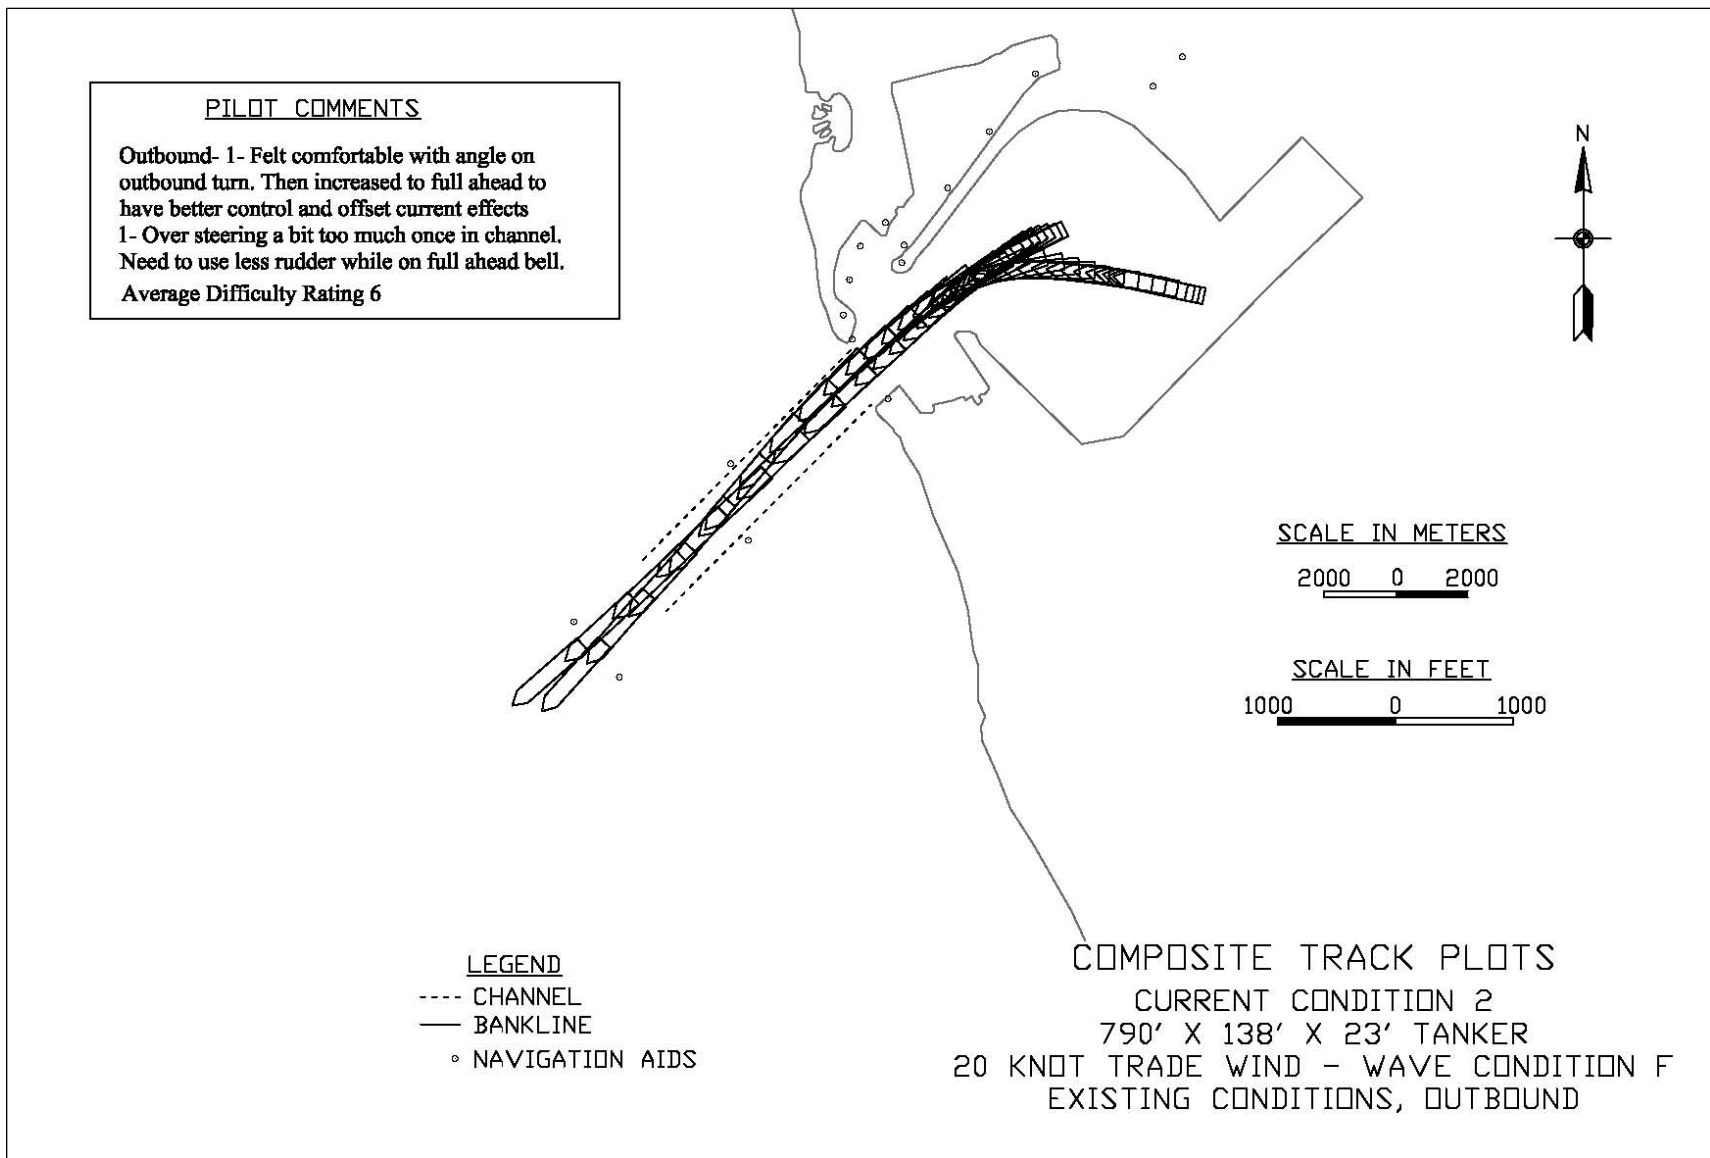 PILOT COMMENTS
Outbound- 1- Felt comfortable with angle on
outbound turn. Then increased to full ahead to
have better control and offset current effects
1- Over steering a bit too much once in channel.
Need to use less rudder while on full ahead bell.
Average Difficulty Rating 6
N
SCALE IN METERS
2000 0 2000
SCALE IN FEET
1000 0 1000
LEGEND
CHANNEL
BANKLINE
NAVIGATION AIDS
COMPOSITE TRACK PLOTS
CURRENT CONDITION 2
790' X 138' X 23' TANKER
20 KNOT TRADE WIND - WAVE CONDITION F
EXISTING CONDITIONS, OUTBOUND